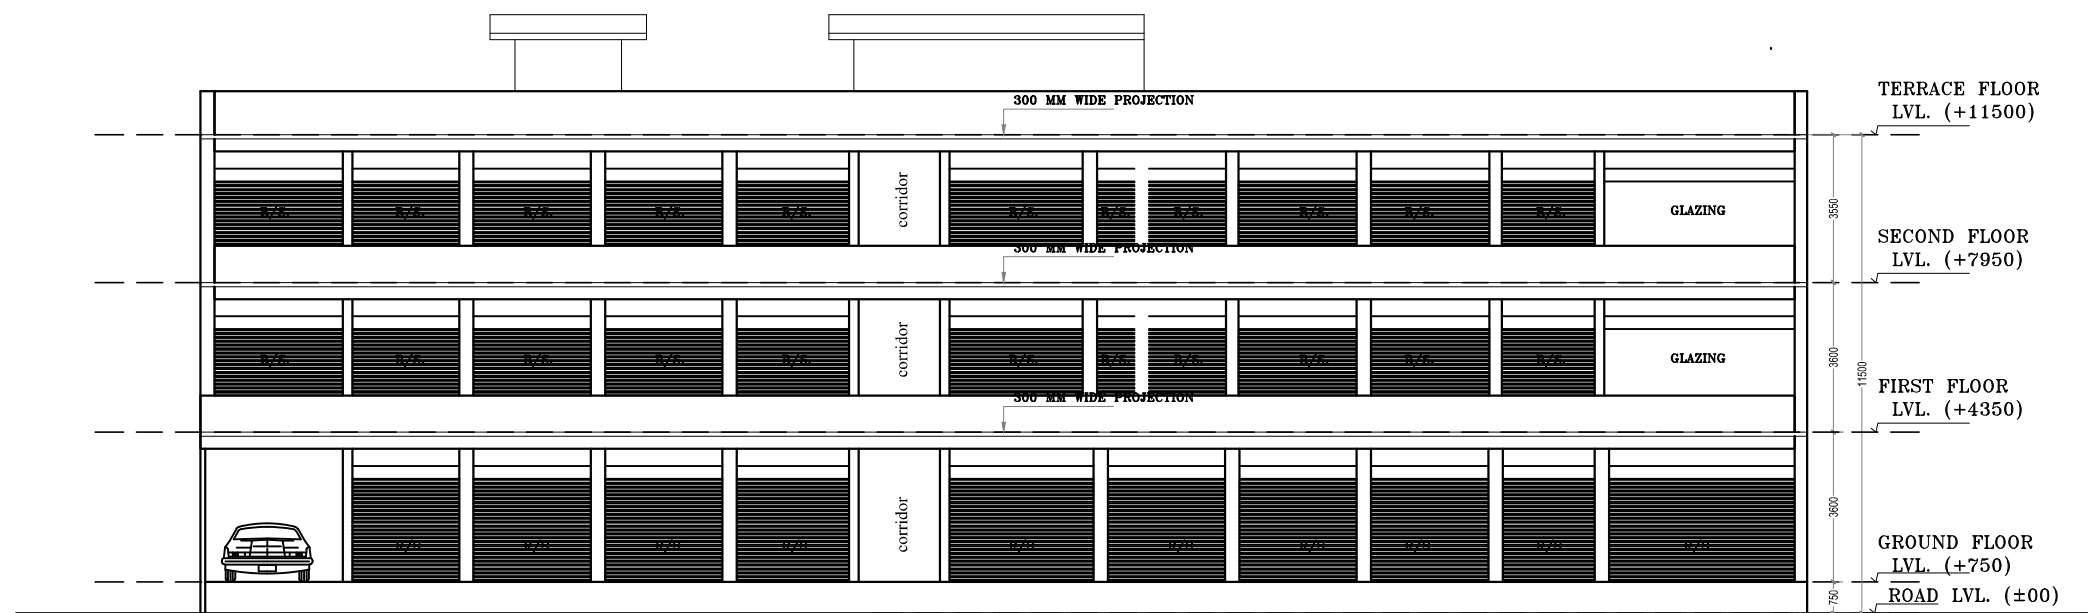 TERRACE FLOOR
LVL. (+11500)
300 MM WIDE PROJECTION
R/S. R/S. R/S. R/S. R/S. corridor R/S. R/S. R/S. R/S. R/S. R/S. GLAZING
3550
SECOND FLOOR
LVL. (+7950)
300 MM WIDE PROJECTION
R/S. R/S. R/S. R/S. R/S. corridor R/S. R/S. R/S. R/S. R/S. R/S. GLAZING
3600
11500
FIRST FLOOR
LVL. (+4350)
300 MM WIDE PROJECTION
corridor
3600
GROUND FLOOR
LVL. (+750)
750
ROAD LVL. (±00)